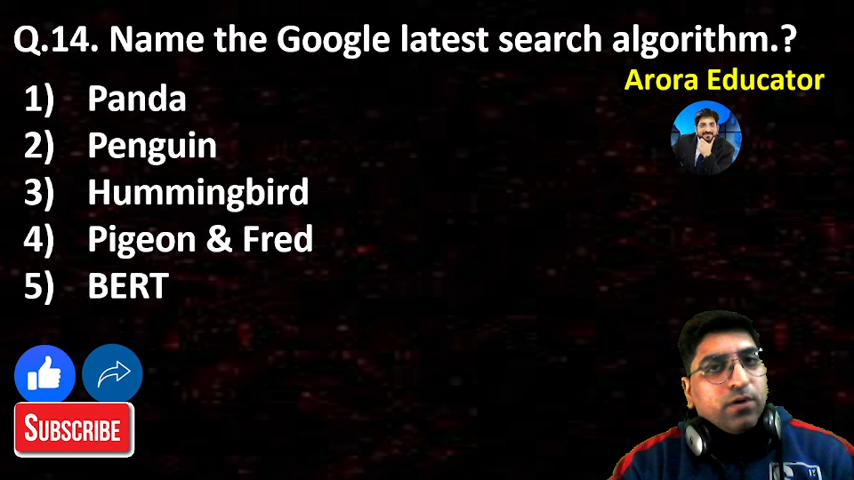 Q.14. Name the Google latest search algorithm.?
Arora Educator
1) Panda
2) Penguin
3) Hummingbird
4) Pigeon & Fred
5) BERT
SUBSCRIBE